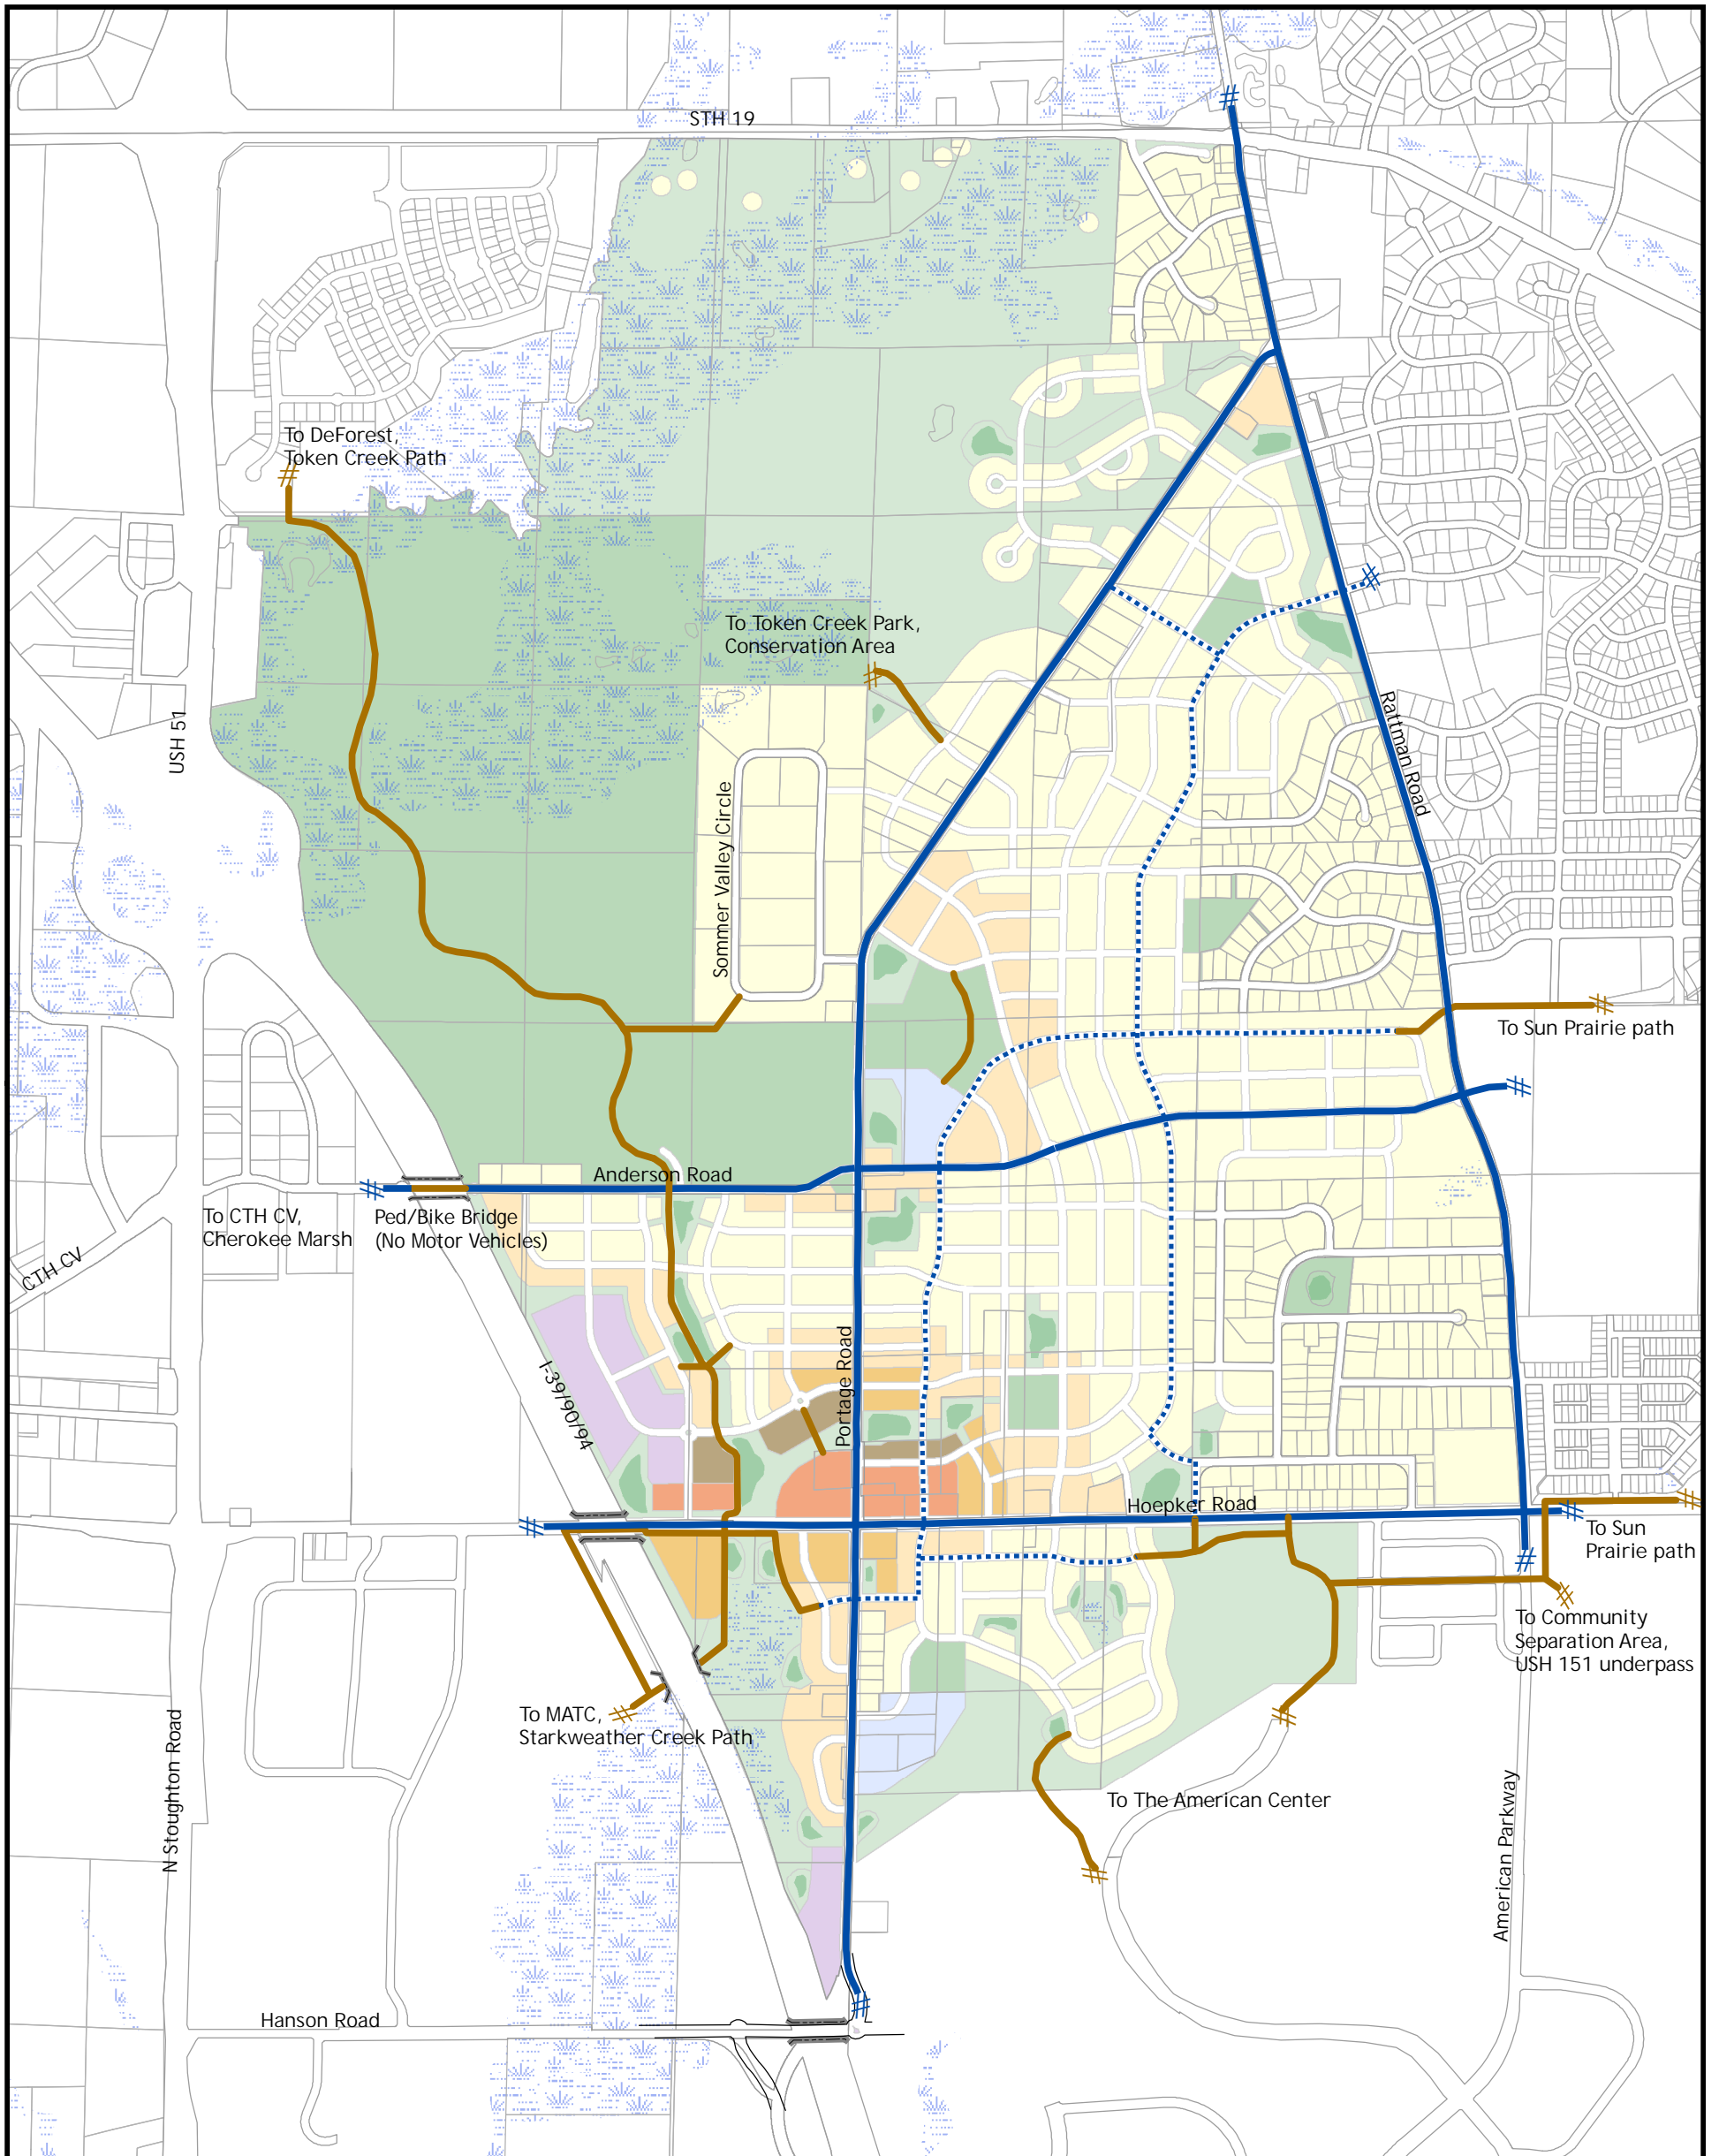 STH 19
To DeForest,
Token Creek Path
To Token Creek Park,
Conservation Area
USH 51
Rattman Road
Sommer Valley Circle
To Sun Prairie path
Anderson Road
To CTH CV,
Cherokee Marsh
Ped/Bike Bridge
(No Motor Vehicles)
CTH CV
Portage Road
I-39/90/94
Hoepker Road
To Sun
Prairie path
To Community
Separation Area,
USH 151 underpass
To MATC,
Starkweather Creek Path
N Stoughton Road
To The American Center
American Parkway
Hanson Road